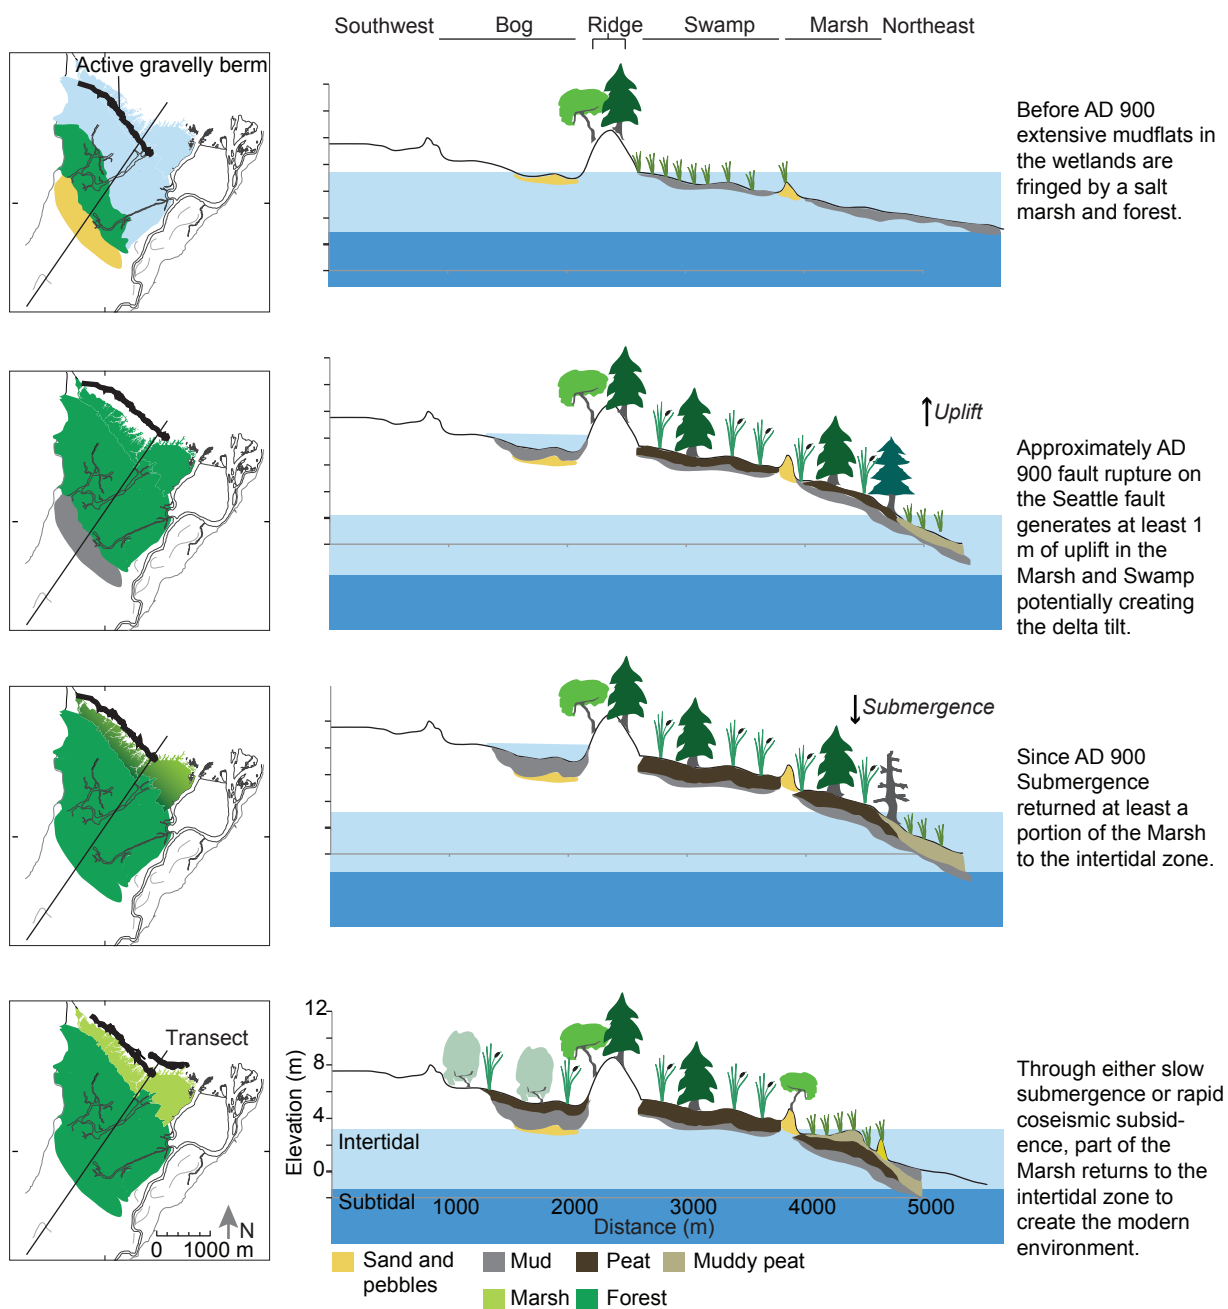 Southwest
Bog
Ridge
Swamp
Marsh
Northeast
Active gravelly berm
Before AD 900
extensive mudflats in
the wetlands are
fringed by a salt
marsh and forest.
Uplift
Approximately AD
900 fault rupture on
the Seattle fault
generates at least 1
m of uplift in the
Marsh and Swamp
potentially creating
the delta tilt.
Submergence
Since AD 900
Submergence
returned at least a
portion of the Marsh
to the intertidal zone.
Transect
N
0 1000 m
Elevation (m)
12
8
4
0
Intertidal
Subtidal
1000 2000 3000 4000 5000
Distance (m)
Through either slow
submergence or rapid
coseismic subsid-
ence, part of the
Marsh returns to the
intertidal zone to
create the modern
environment.
Sand and
pebbles
Mud
Peat
Muddy peat
Marsh
Forest